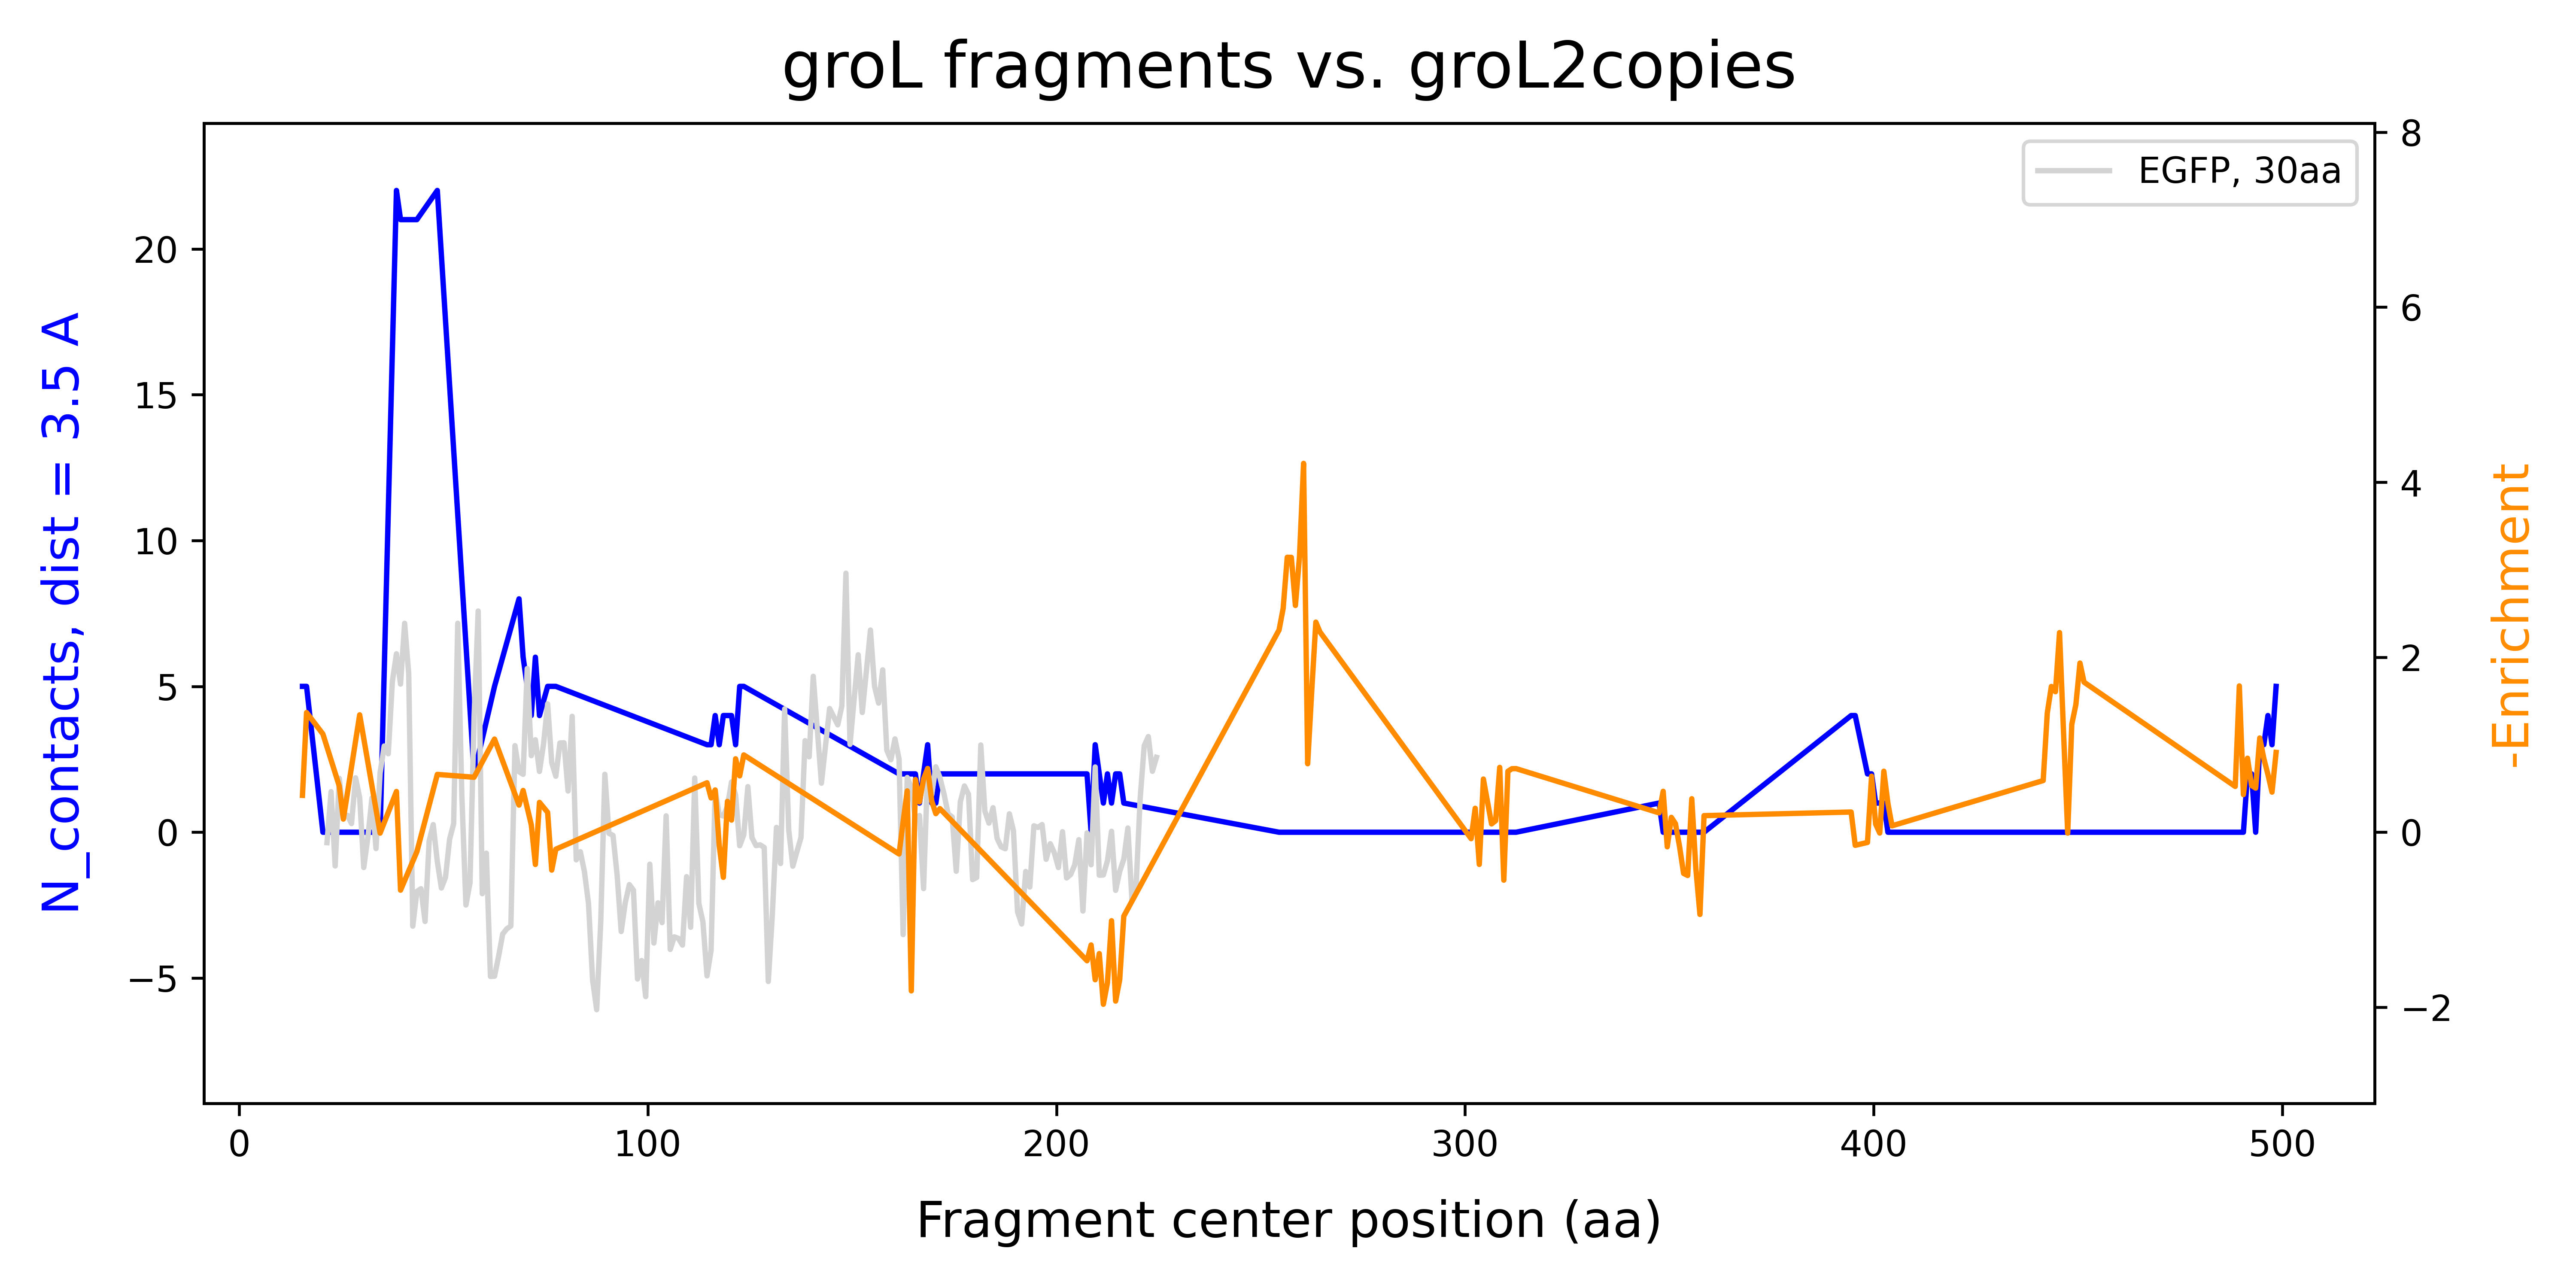 groL fragments vs. groL2copies
EGFP, 30aa
N_contacts, dist = 3.5 A
20
15
10
5
0
−5
8
6
4
2
0
−2
-Enrichment
0 100 200 300 400 500
Fragment center position (aa)